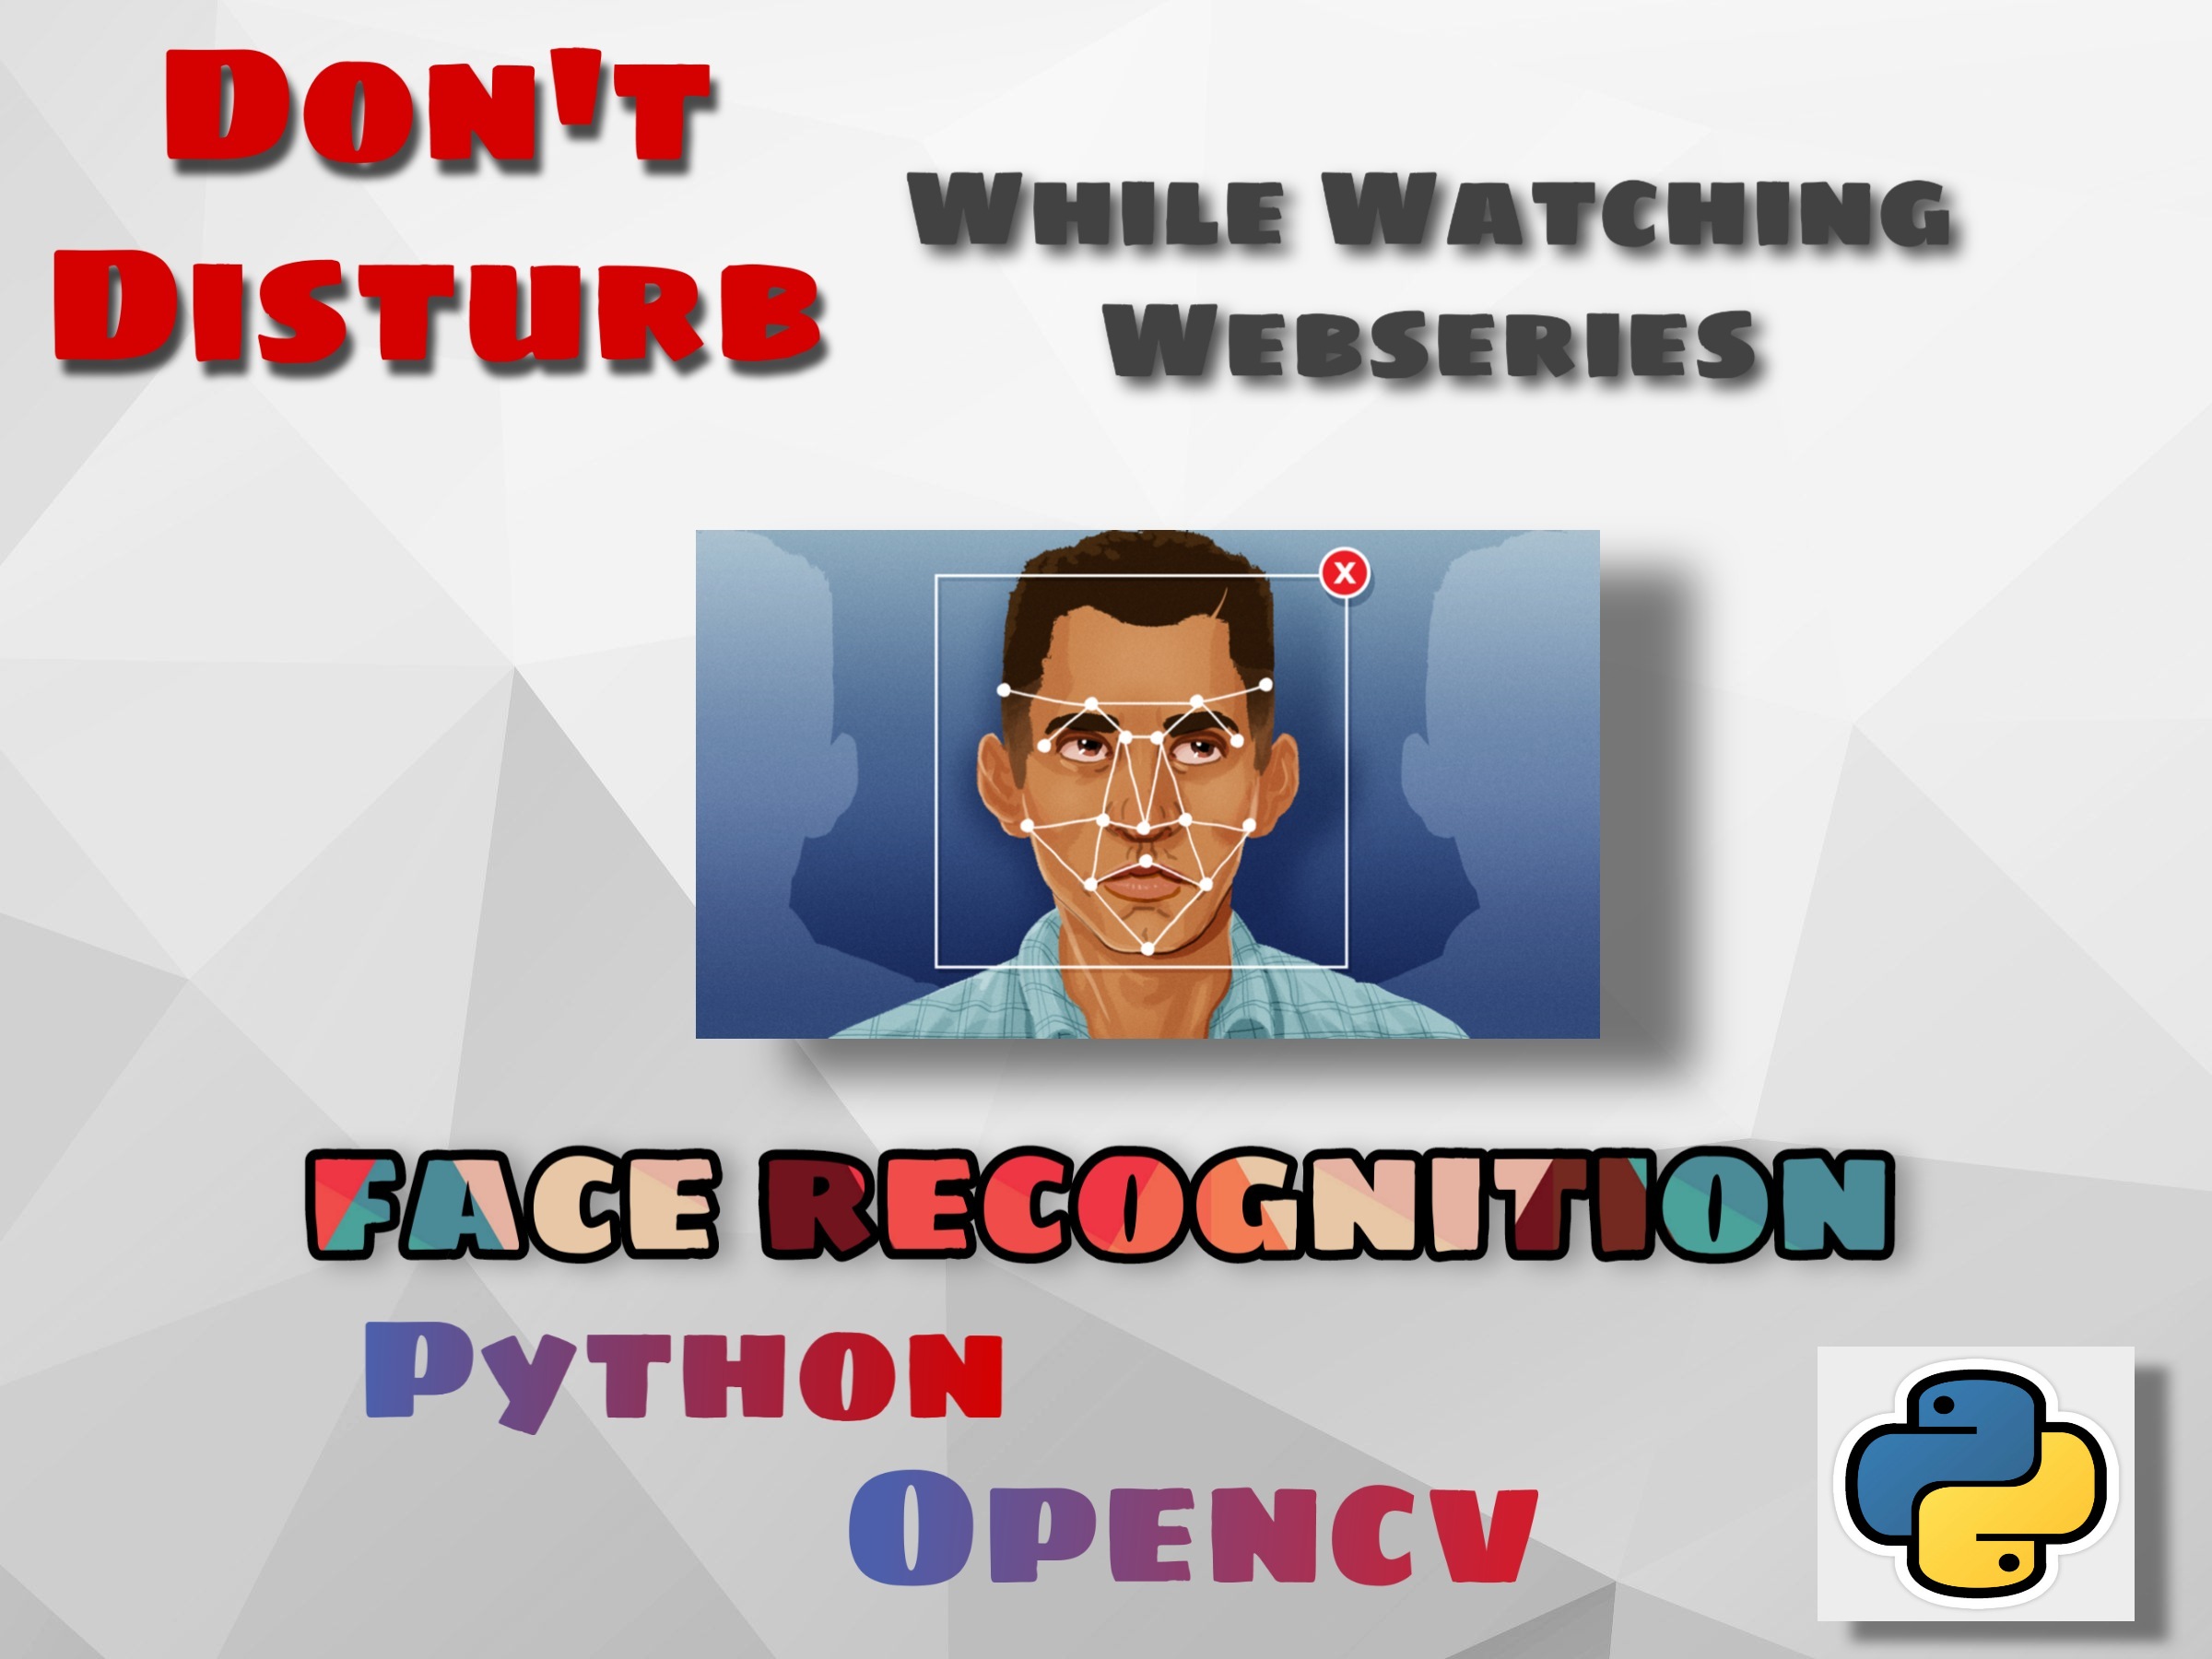 Don't
Disturb
While Watching
Webseries
X
Face Recognition
Python
Opencv